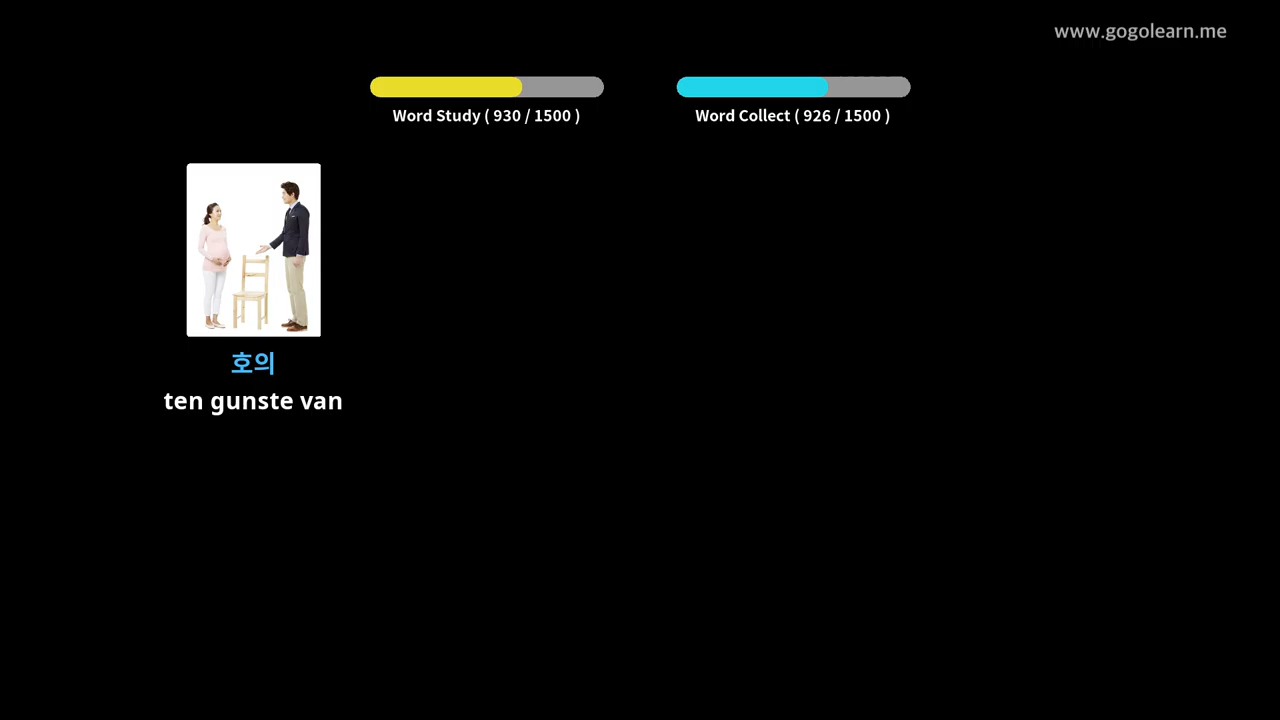 www.gogolearn.me
Word Study ( 930 / 1500 )
Word Collect ( 926 / 1500 )
호의
ten gunste van